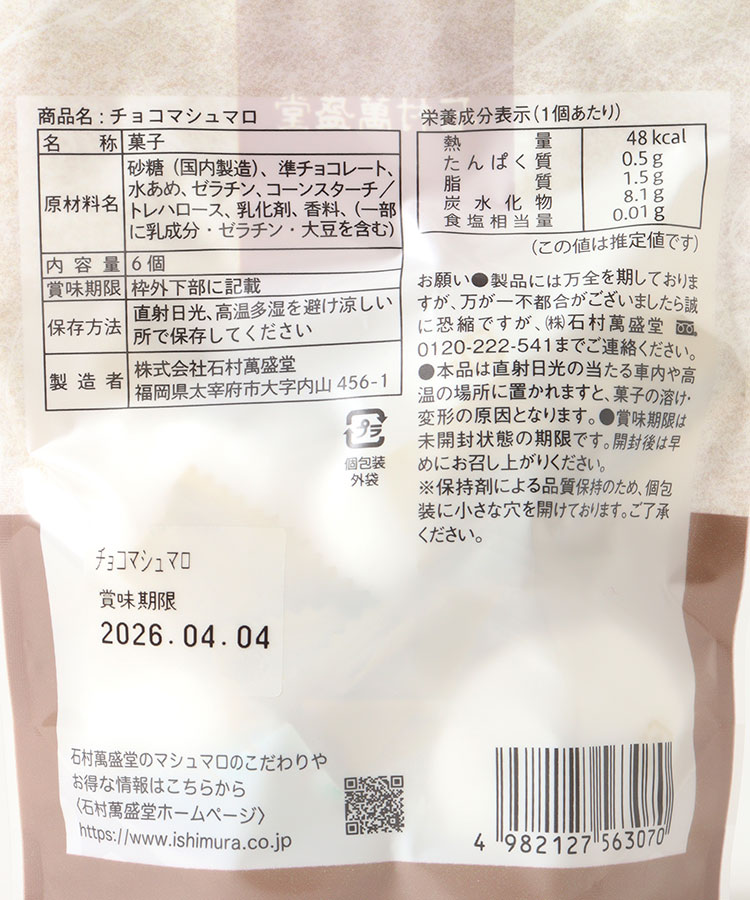 商品名：チョコマシュマロ
名称 菓子
原材料名 砂糖（国内製造）、準チョコレート、
水あめ、ゼラチン、コーンスターチ／
トレハロース、乳化剤、香料、（一部
に乳成分・ゼラチン・大豆を含む）
内容量 6個
賞味期限 枠外下部に記載
保存方法 直射日光、高温多湿を避け涼しい
所で保存してください
製造者 株式会社石村萬盛堂
福岡県太宰府市大字内山 456-1
プラ
個包装
外袋
栄養成分表示（1個あたり）
熱量 48kcal
たんぱく質 0.5g
脂質 1.5g
炭水化物 8.1g
食塩相当量 0.01g
（この値は推定値です）
お願い●製品には万全を期しておりま
すが、万が一不都合がございましたら誠
に恐縮ですが、㈱石村萬盛堂
0120-222-541までご連絡ください。
●本品は直射日光の当たる車内や高
温の場所に置かれますと、菓子の溶け・
変形の原因となります。●賞味期限は
未開封状態の期限です。開封後は早
めにお召し上がりください。
※保持剤による品質保持のため、個包
装に小さな穴を開けております。ご了承
ください。
チョコマシュマロ
賞味期限
2026.04.04
石村萬盛堂のマシュマロのこだわりや
お得な情報はこちらから
〈石村萬盛堂ホームページ〉
https://www.ishimura.co.jp
4 982127 563070